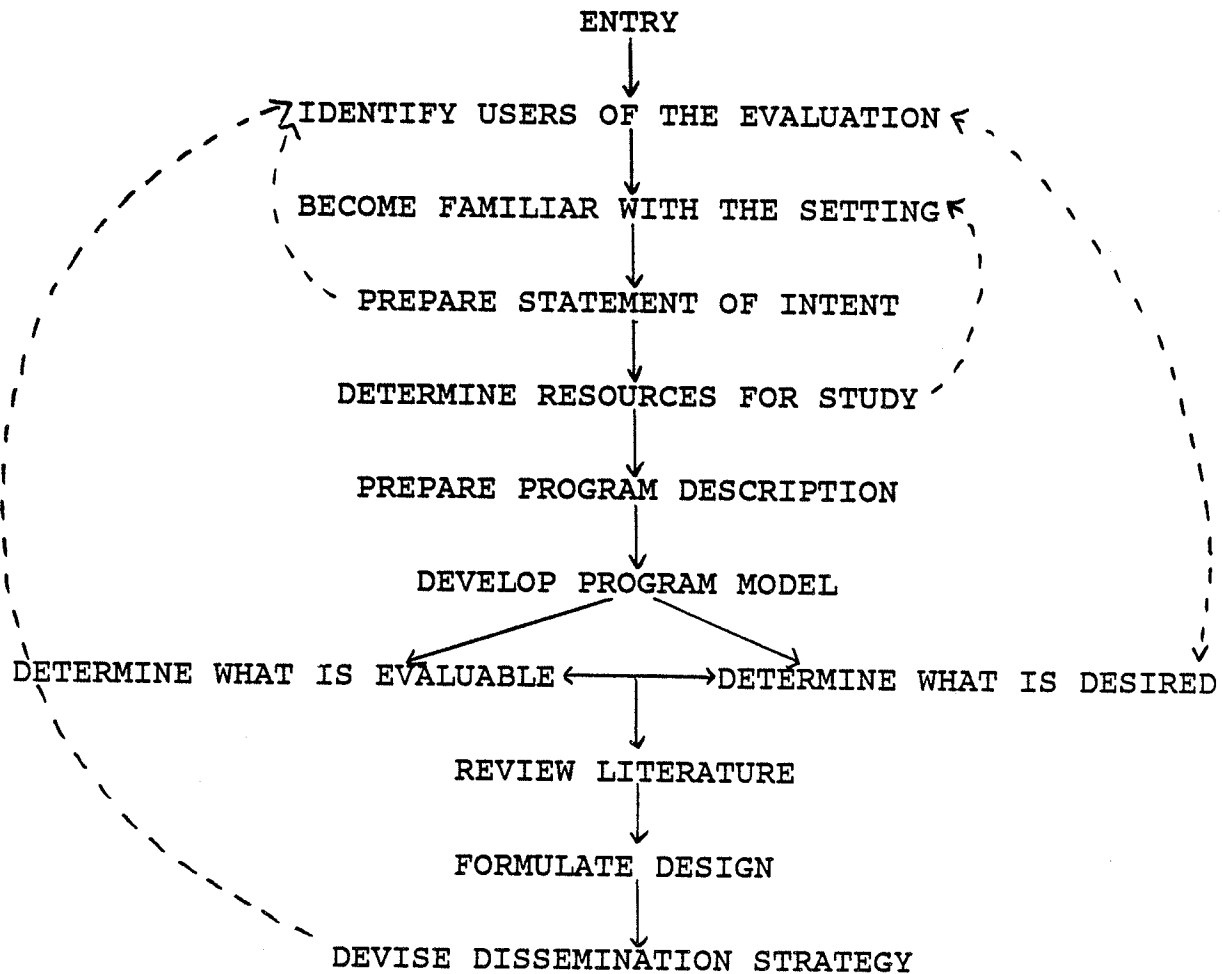 ENTRY
IDENTIFY USERS OF THE EVALUATION
BECOME FAMILIAR WITH THE SETTING
PREPARE STATEMENT OF INTENT
DETERMINE RESOURCES FOR STUDY
PREPARE PROGRAM DESCRIPTION
DEVELOP PROGRAM MODEL
DETERMINE WHAT IS EVALUABLE
DETERMINE WHAT IS DESIRED
REVIEW LITERATURE
FORMULATE DESIGN
DEVISE DISSEMINATION STRATEGY